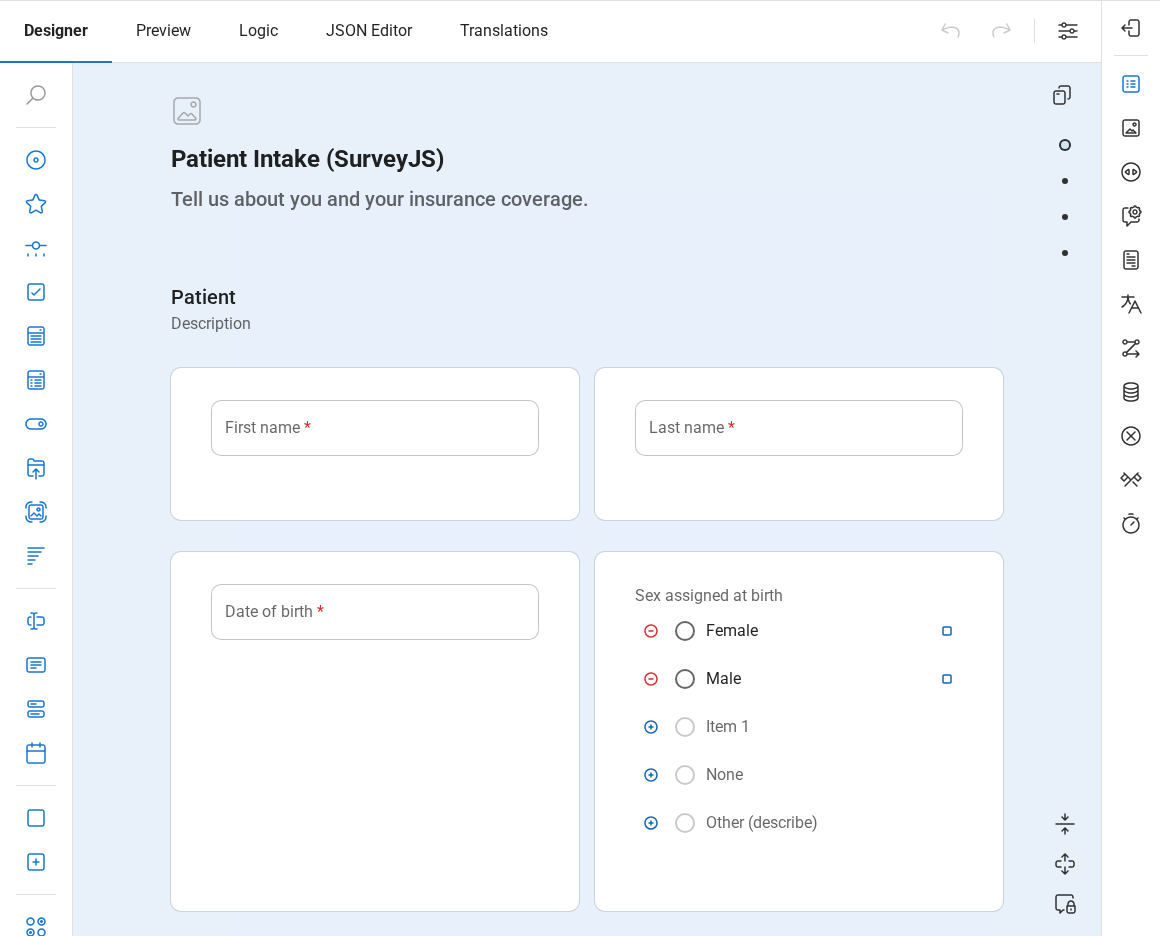 Designer Preview Logic JSON Editor Translations
Patient Intake (SurveyJS)
Tell us about you and your insurance coverage.
Patient
Description
First name *
Last name *
Date of birth *
Sex assigned at birth
Female
Male
Item 1
None
Other (describe)